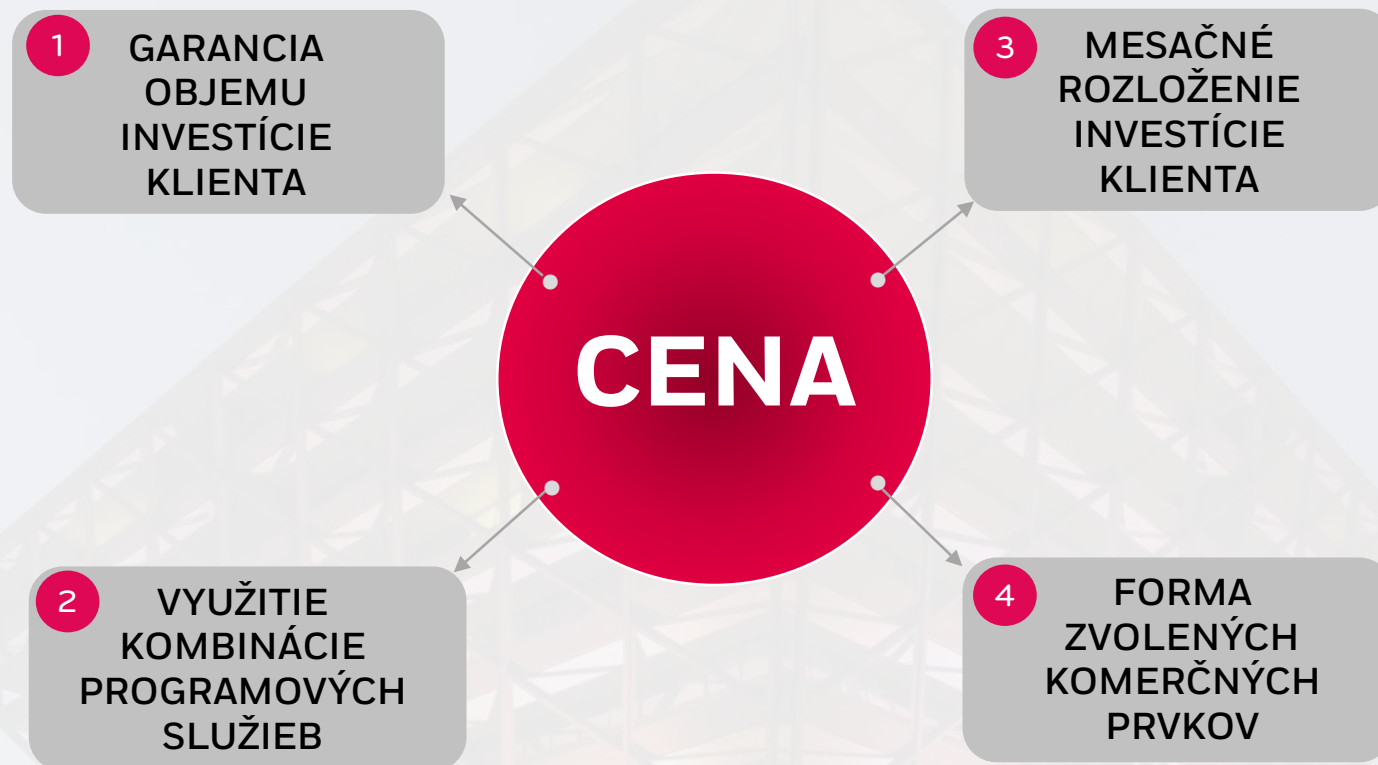 1
GARANCIA
OBJEMU
INVESTÍCIE
KLIENTA
2
VYUŽITIE
KOMBINÁCIE
PROGRAMOVÝCH
SLUŽIEB
CENA
3
MESAČNÉ
ROZLOŽENIE
INVESTÍCIE
KLIENTA
4
FORMA
ZVOLENÝCH
KOMERČNÝCH
PRVKOV